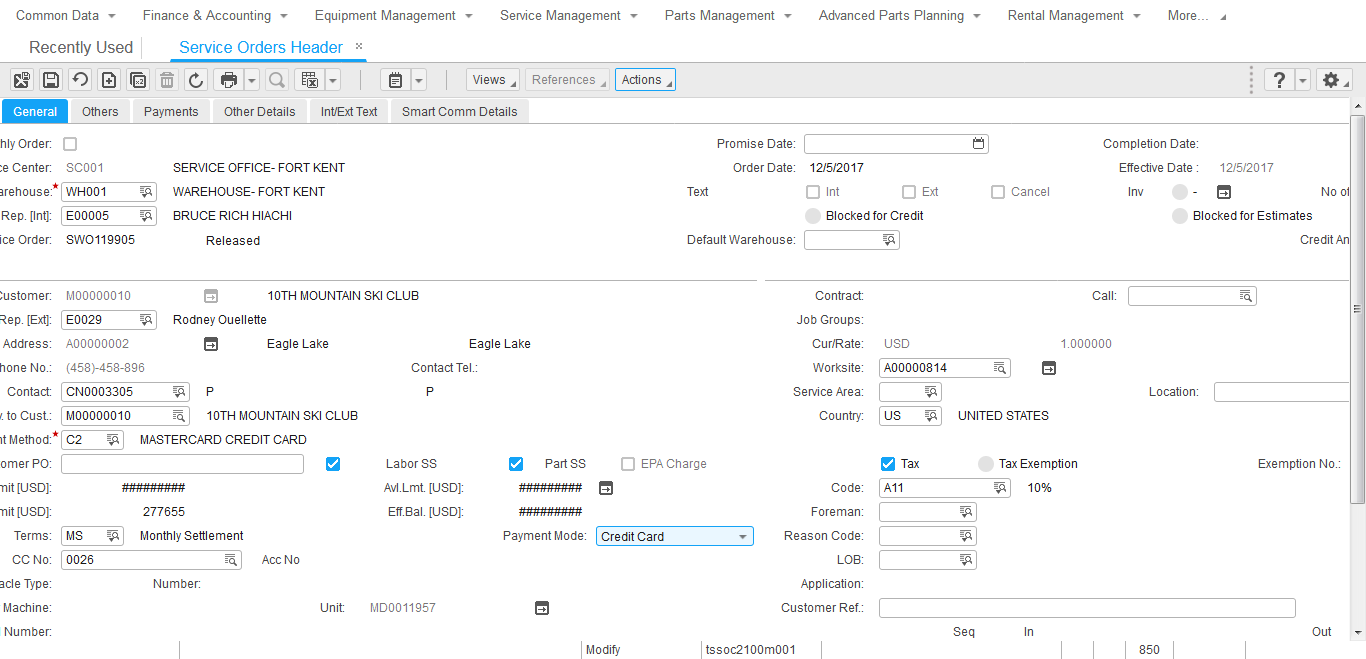 Common Data Finance & Accounting Equipment Management Service Management Parts Management Advanced Parts Planning Rental Management More...
Recently Used Service Orders Header ×
Views References Actions ?
General Others Payments Other Details Int/Ext Text Smart Comm Details
hly Order: Promise Date: Completion Date:
ce Center: SC001 SERVICE OFFICE- FORT KENT Order Date: 12/5/2017 Effective Date : 12/5/2017
arehouse:* WH001 WAREHOUSE- FORT KENT Text Int Ext Cancel Inv - No of
Rep. [Int]: E00005 BRUCE RICH HIACHI Blocked for Credit Blocked for Estimates
ice Order: SWO119905 Released Default Warehouse: Credit An
Customer: M00000010 10TH MOUNTAIN SKI CLUB Contract: Call:
Rep. [Ext] E0029 Rodney Ouellette Job Groups:
Address: A00000002 Eagle Lake Eagle Lake Cur/Rate: USD 1.000000
hone No.: (458)-458-896 Contact Tel.: Worksite: A00000814
Contact: CN0003305 P P Service Area: Location:
v. to Cust.: M00000010 10TH MOUNTAIN SKI CLUB Country: US UNITED STATES
nt Method:* C2 MASTERCARD CREDIT CARD
omer PO: Labor SS Part SS EPA Charge Tax Tax Exemption Exemption No.:
mit [USD]: ######### Avl.Lmt. [USD]: ######### Code: A11 10%
mit [USD]: 277655 Eff.Bal. [USD]: ######### Foreman:
Terms: MS Monthly Settlement Payment Mode: Credit Card Reason Code:
CC No: 0026 Acc No LOB:
acle Type: Number: Application:
Machine: Unit: MD0011957 Customer Ref.:
l Number: Seq In Out
Modify tssoc2100m001 850